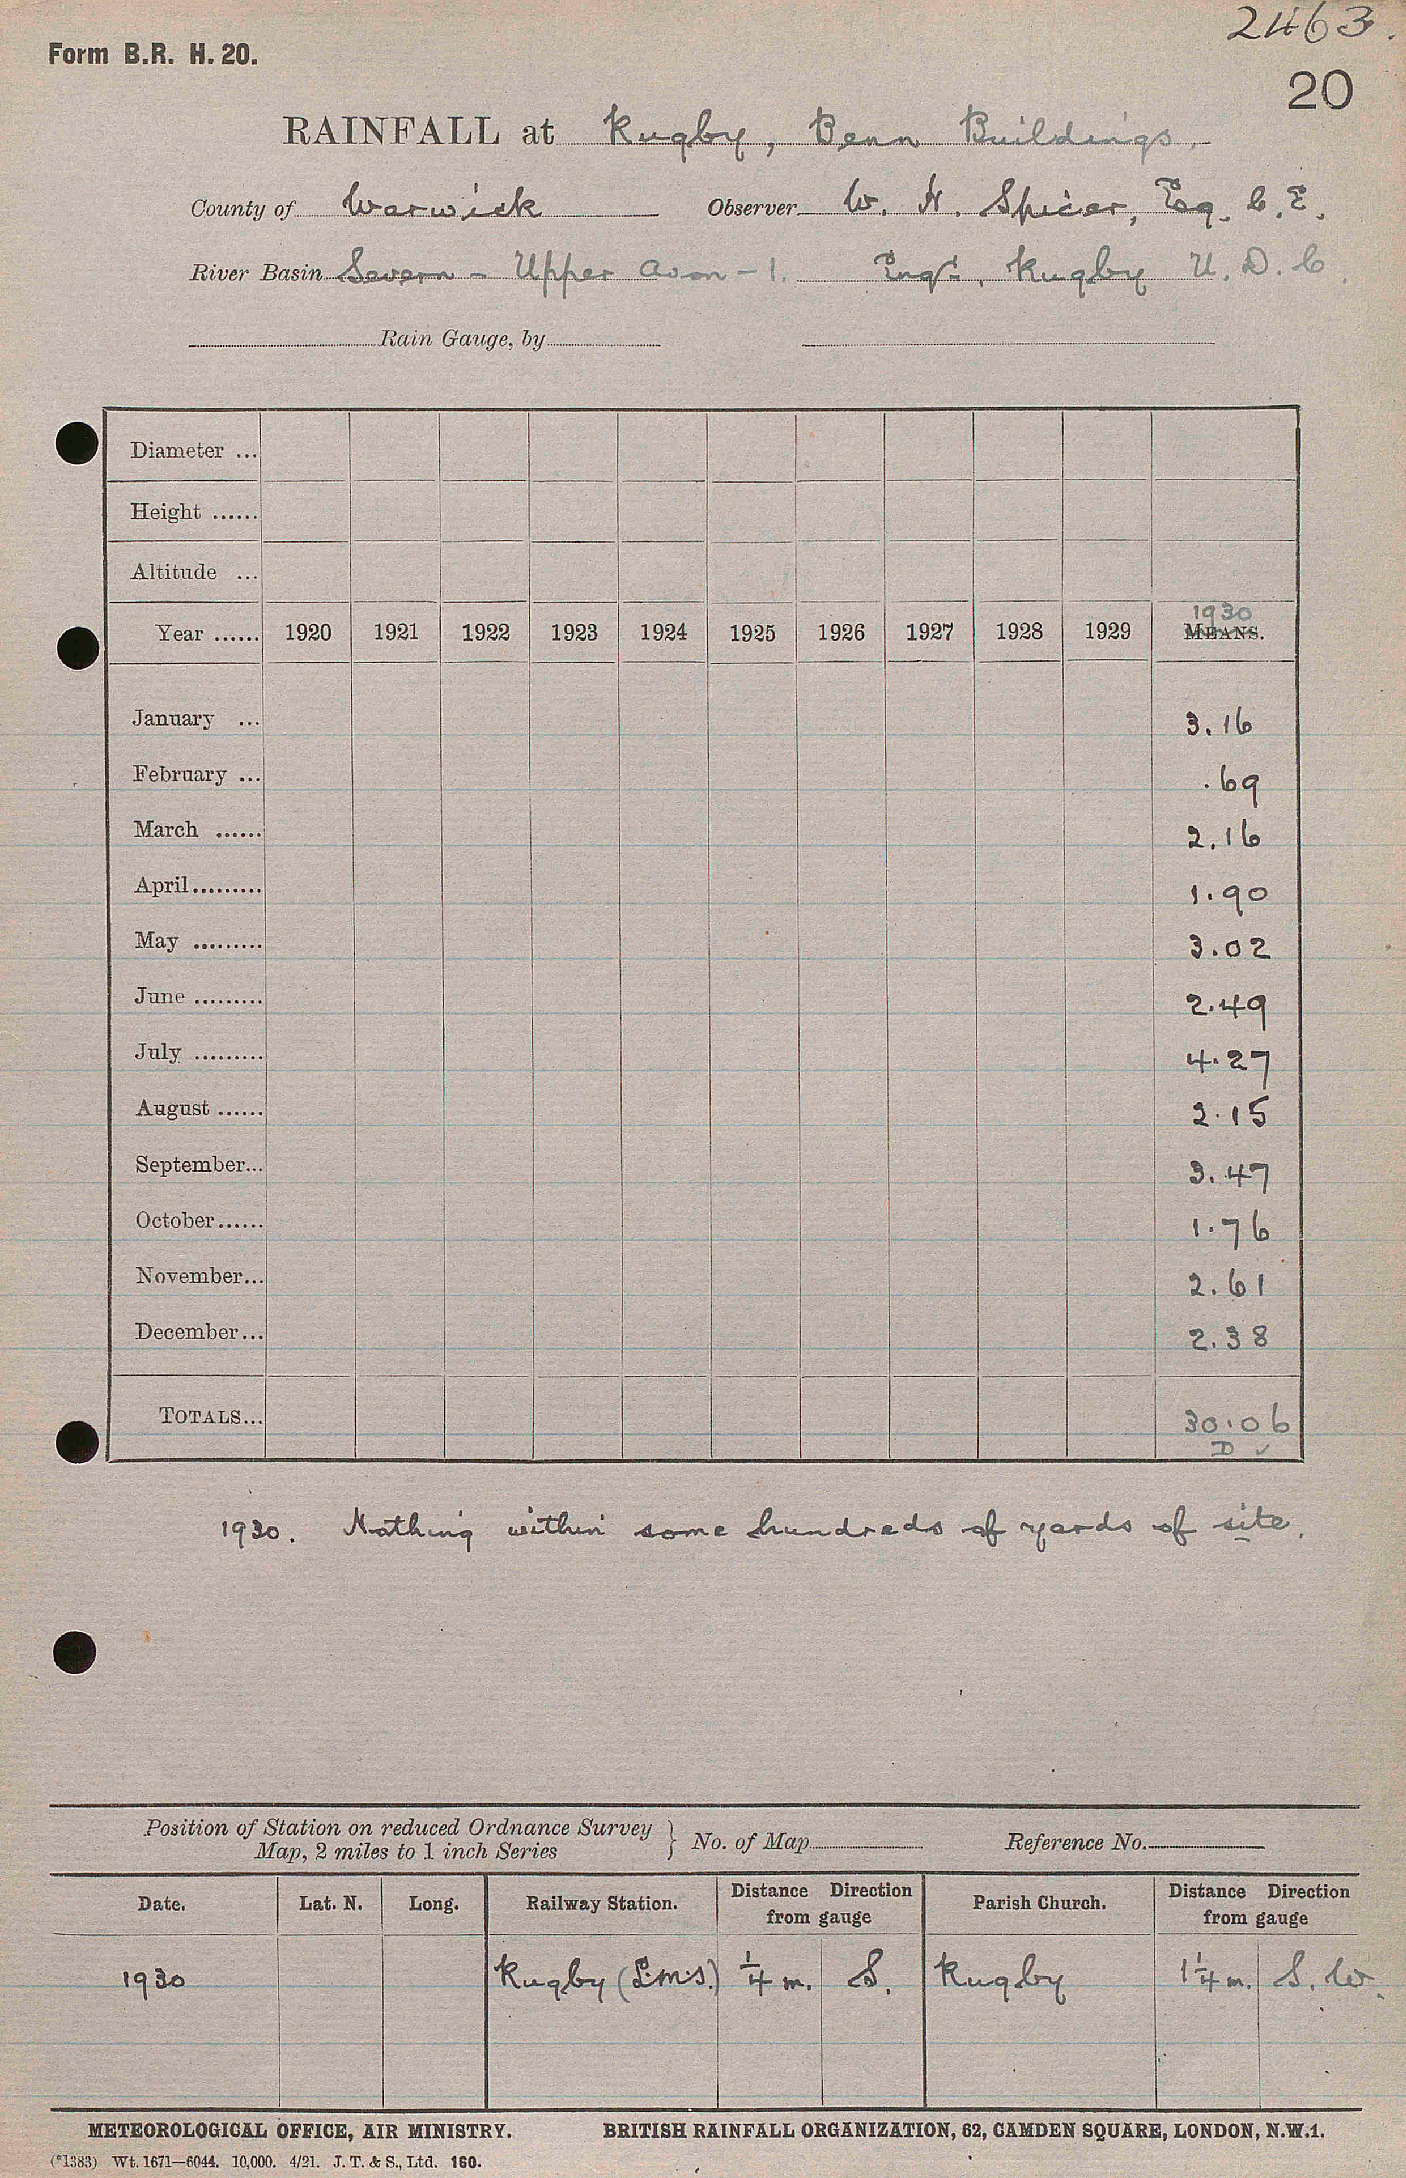 2463.
Form B.R. H. 20.
20
RAINFALL at Rugby, Benn Buildings.
County of Warwick Observer W. H. Spicer, Esq. C.E.
River Basin Severn - Upper Avon - 1. Engr., Rugby U.D.C.
Rain Gauge, by
Diameter ...
Height ......
Altitude ...
1930
Year ...... 1920 1921 1922 1923 1924 1925 1926 1927 1928 1929 MEANS.
January ... 3.16
February ... .69
March ...... 2.16
April......... 1.90
May ......... 3.02
June ......... 2.49
July ......... 4.27
August ...... 2.15
September... 3.47
October...... 1.76
November... 2.61
December... 2.38
TOTALS... 30.06
D ✓
1930. Nothing within some hundreds of yards of site.
Position of Station on reduced Ordnance Survey
Map, 2 miles to 1 inch Series } No. of Map Reference No.
Date. Lat. N. Long. Railway Station. Distance Direction from gauge Parish Church. Distance Direction from gauge
1930 Rugby (L.M.S.) ¼ m. S. Rugby 1¼ m. S.W.
METEOROLOGICAL OFFICE, AIR MINISTRY. BRITISH RAINFALL ORGANIZATION, 62, CAMDEN SQUARE, LONDON, N.W.1.
(*1383) Wt. 1671—6044. 10,000. 4/21. J. T. & S., Ltd. 160.